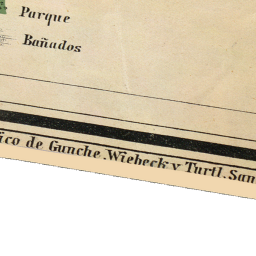 Parque
Bañados
ico de Gunche, Wiebeck y Turtl. San